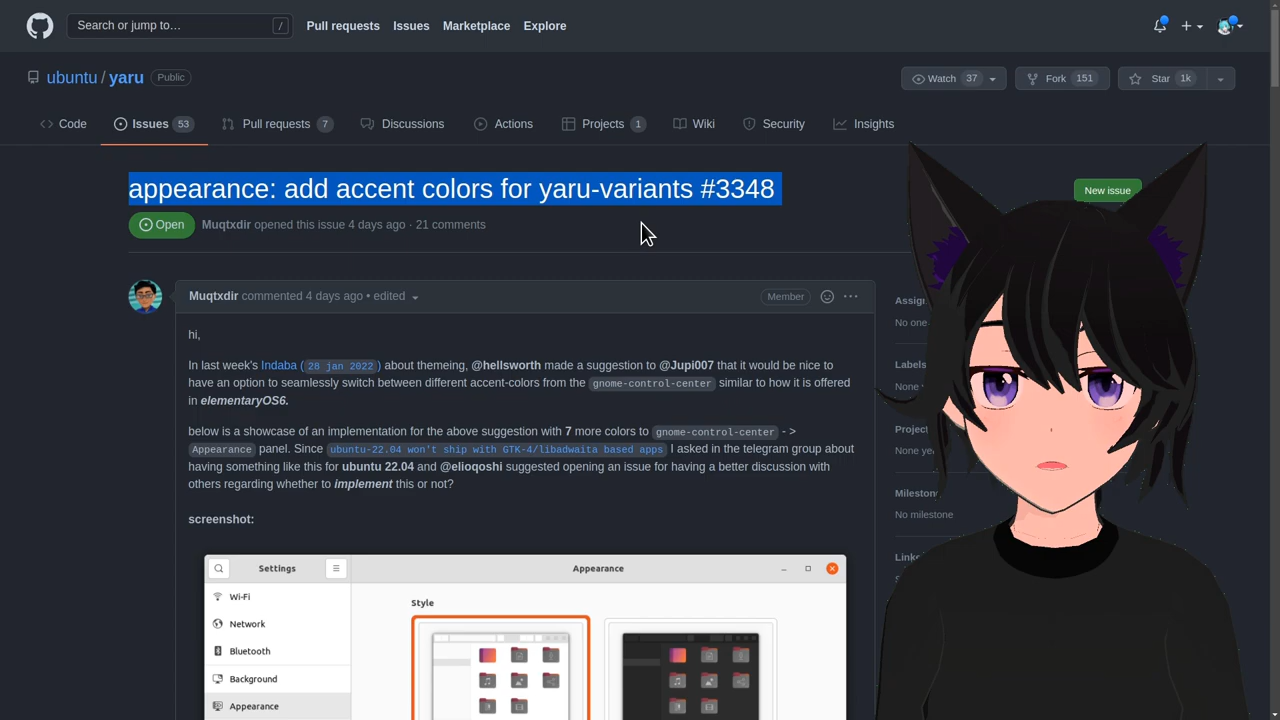 Search or jump to…
/
Pull requests
Issues
Marketplace
Explore
ubuntu / yaru
Public
Watch 37
Fork 151
Star 1k
Code
Issues 53
Pull requests 7
Discussions
Actions
Projects 1
Wiki
Security
Insights
appearance: add accent colors for yaru-variants #3348
New issue
Open
Muqtxdir opened this issue 4 days ago · 21 comments
Muqtxdir commented 4 days ago • edited
Member
hi,
In last week's Indaba (28 jan 2022) about themeing, @hellsworth made a suggestion to @Jupi007 that it would be nice to
have an option to seamlessly switch between different accent-colors from the gnome-control-center similar to how it is offered
in elementaryOS6.
below is a showcase of an implementation for the above suggestion with 7 more colors to gnome-control-center - >
Appearance panel. Since ubuntu-22.04 won't ship with GTK-4/libadwaita based apps I asked in the telegram group about
having something like this for ubuntu 22.04 and @elioqoshi suggested opening an issue for having a better discussion with
others regarding whether to implement this or not?
screenshot:
Settings
Appearance
Wi-Fi
Network
Bluetooth
Background
Appearance
Style
No one
Labels
None
Project
None ye
Milestone
No milestone